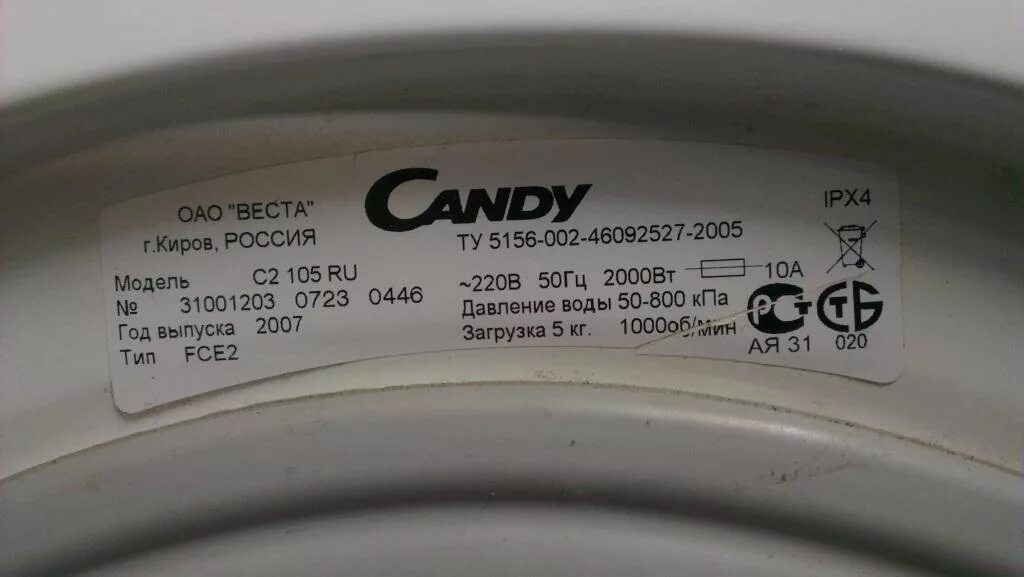 ОАО "ВЕСТА"
г.Киров, РОССИЯ
Модель C2 105 RU
№ 31001203 0723 0446
Год выпуска 2007
Тип FCE2
CANDY
ТУ 5156-002-46092527-2005
~220В 50Гц 2000Вт 10А
Давление воды 50-800 кПа
Загрузка 5 кг. 1000об/мин
IPX4
РСТ СТБ
АЯ 31 020